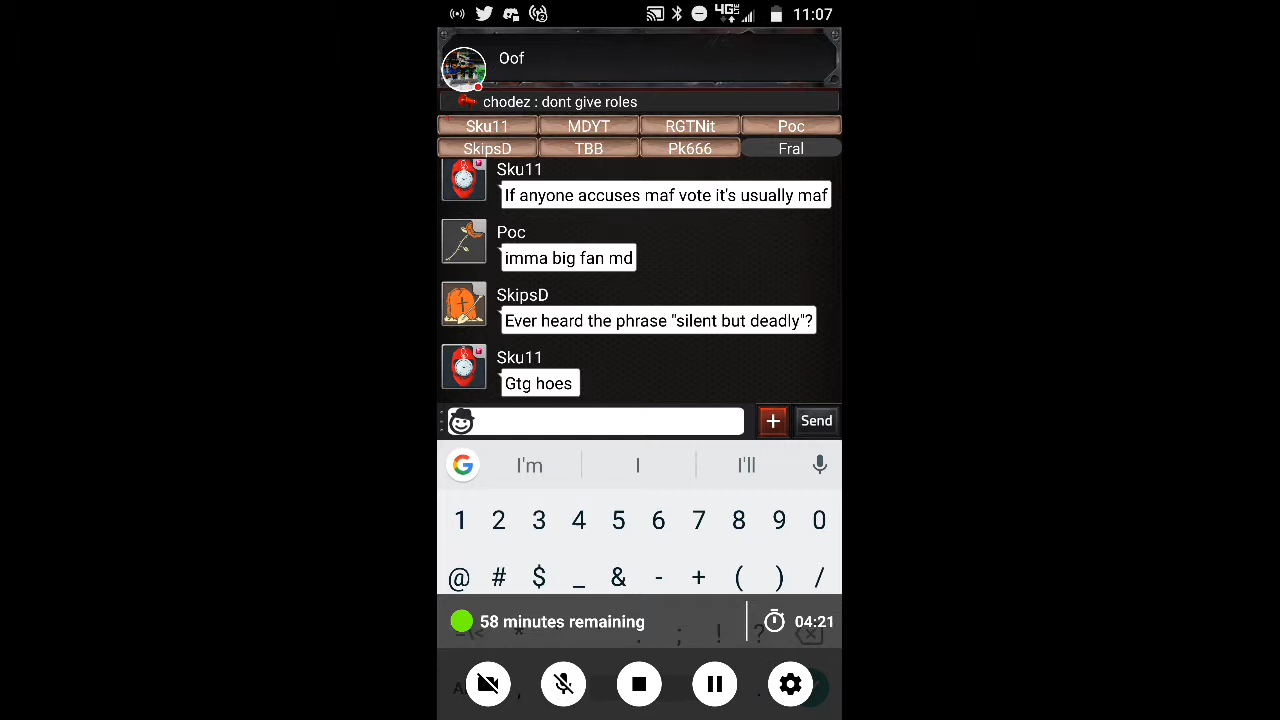 4G 11:07
Oof
chodez : dont give roles
Sku11 MDYT RGTNit Poc
SkipsD TBB Pk666 Fral
Sku11
If anyone accuses maf vote it's usually maf
Poc
imma big fan md
SkipsD
Ever heard the phrase "silent but deadly"?
Sku11
Gtg hoes
+ Send
G I'm I I'll
1 2 3 4 5 6 7 8 9 0
@ # $ _ & - + ( ) /
58 minutes remaining 04:21